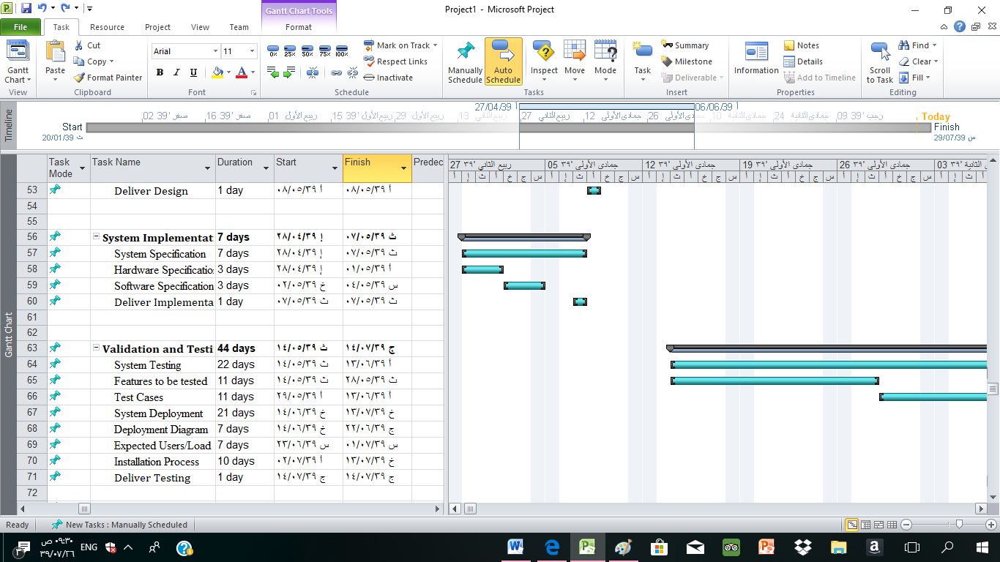 Gantt Chart Tools
Project1 - Microsoft Project
File Task Resource Project View Team Format
Gantt Chart
Paste
Cut
Copy
Format Painter
Arial 11
B I U A
0% 25% 50% 75% 100%
Mark on Track
Respect Links
Inactivate
Manually Schedule
Auto Schedule
Inspect
Move
Mode
Task
Summary
Milestone
Deliverable
Information
Notes
Details
Add to Timeline
Scroll to Task
Find
Clear
Fill
View Clipboard Font Schedule Tasks Insert Properties Editing
Timeline
27/04/39 06/06/39
02 صفر '39 16 صفر '39 01 ربيع الأول 15 ربيع الأول '39 29 ربيع الأول 13 ربيع الثاني 27 ربيع الثاني 12 جمادى الأولى 26 جمادى الأولى 10 جمادى الثانية 24 جمادى الثانية 09 رجب '39
Today
Start
20/01/39 ث
Finish
29/07/39 س
Task Mode Task Name Duration Start Finish Predec
27 ربيع الثاني '٣٩ 05 جمادى الأولى '٣٩ 12 جمادى الأولى '٣٩ 19 جمادى الأولى '٣٩ 26 جمادى الأولى '٣٩ 03 الثانية '٣٩
أ إ ث أ خ ج س أ إ ث أ خ ج س أ إ ث أ خ ج س أ إ ث أ خ ج س أ إ ث أ خ ج س أ إ ث أ
53 Deliver Design 1 day أ ٠٨/٠٥/٣٩ أ ٠٨/٠٥/٣٩
54
55
56 System Implementat 7 days إ ٢٨/٠٤/٣٩ ث ٠٧/٠٥/٣٩
57 System Specification 7 days إ ٢٨/٠٤/٣٩ ث ٠٧/٠٥/٣٩
58 Hardware Specificatio 3 days إ ٢٨/٠٤/٣٩ أ ٠١/٠٥/٣٩
59 Software Specification 3 days خ ٠٢/٠٥/٣٩ س ٠٤/٠٥/٣٩
60 Deliver Implementa 1 day ث ٠٧/٠٥/٣٩ ث ٠٧/٠٥/٣٩
61
62
63 Validation and Testi 44 days ث ١٤/٠٥/٣٩ ج ١٤/٠٧/٣٩
64 System Testing 22 days ث ١٤/٠٥/٣٩ أ ١٣/٠٦/٣٩
65 Features to be tested 11 days ث ١٤/٠٥/٣٩ ث ٢٨/٠٥/٣٩
66 Test Cases 11 days أ ٢٩/٠٥/٣٩ أ ١٣/٠٦/٣٩
67 System Deployment 21 days خ ١٤/٠٦/٣٩ خ ١٣/٠٧/٣٩
68 Deployment Diagram 7 days خ ١٤/٠٦/٣٩ ج ٢٢/٠٦/٣٩
69 Expected Users/Load 7 days س ٢٣/٠٦/٣٩ س ٠١/٠٧/٣٩
70 Installation Process 10 days أ ٠٢/٠٧/٣٩ خ ١٣/٠٧/٣٩
71 Deliver Testing 1 day ج ١٤/٠٧/٣٩ ج ١٤/٠٧/٣٩
72
Gantt Chart
Ready New Tasks : Manually Scheduled
٣ ٠٩:٣٠ ص
٣٩/٠٧/٢٦
ENG